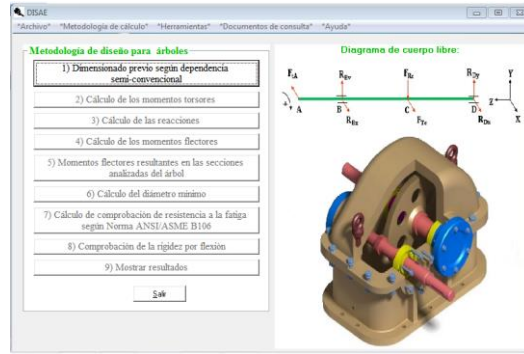 DISAE
"Archivo" "Metodología de cálculo" "Herramientas" "Documentos de consulta" "Ayuda"
Metodología de diseño para árboles
1) Dimensionado previo según dependencia
semi-convencional
2) Cálculo de los momentos torsores
3) Cálculo de las reacciones
4) Cálculo de los momentos flectores
5) Momentos flectores resultantes en las secciones
analizadas del árbol
6) Cálculo del diámetro mínimo
7) Cálculo de comprobación de resistencia a la fatiga
según Norma ANSI/ASME B106
8) Comprobación de la rigidez por flexión
9) Mostrar resultados
Salir
Diagrama de cuerpo libre:
RBy RDy Y
A B C D Z
RBx RDx X